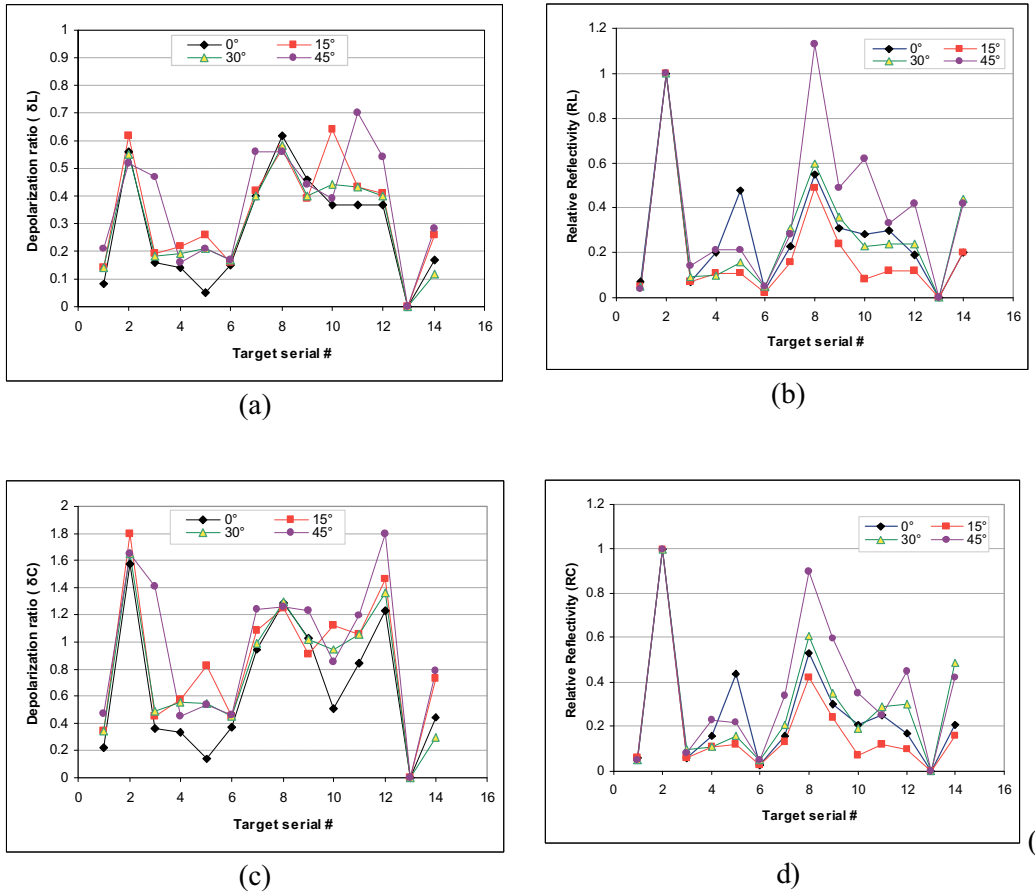 1
0.9
0.8
0.7
0.6
0.5
0.4
0.3
0.2
0.1
0
Depolarization ratio ( δL)
0° 15°
30° 45°
0 2 4 6 8 10 12 14 16
Target serial #
(a)
1.2
1
0.8
0.6
0.4
0.2
0
Relative Reflectivity (RL)
0° 15°
30° 45°
0 2 4 6 8 10 12 14 16
Target serial #
(b)
2
1.8
1.6
1.4
1.2
1
0.8
0.6
0.4
0.2
0
Depolarization ratio ( δC)
0° 15°
30° 45°
0 2 4 6 8 10 12 14 16
Target serial #
(c)
1.2
1
0.8
0.6
0.4
0.2
0
Relative Reflectivity (RC)
0° 15°
30° 45°
0 2 4 6 8 10 12 14 16
Target serial #
(
d)